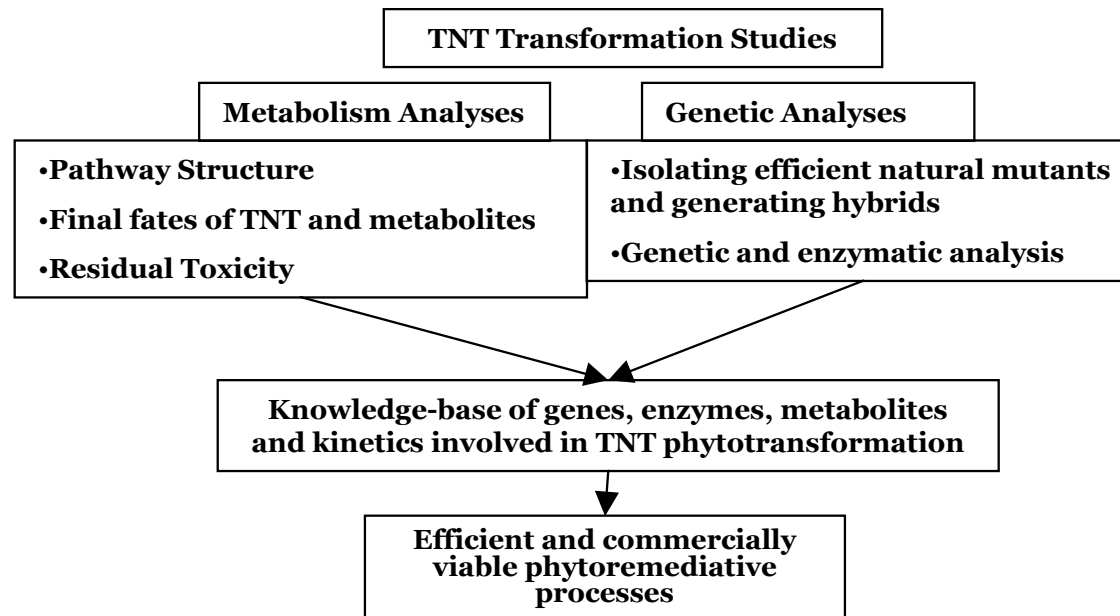 TNT Transformation Studies
Metabolism Analyses
•Pathway Structure
•Final fates of TNT and metabolites
•Residual Toxicity
Genetic Analyses
•Isolating efficient natural mutants
and generating hybrids
•Genetic and enzymatic analysis
Knowledge-base of genes, enzymes, metabolites
and kinetics involved in TNT phytotransformation
Efficient and commercially
viable phytoremediative
processes